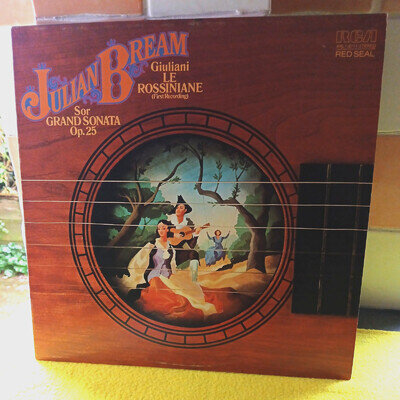 JULIAN BREAM
Giuliani
LE
ROSSINIANE
(First Recording)
Sor
GRAND SONATA
Op. 25
RCA
RED SEAL